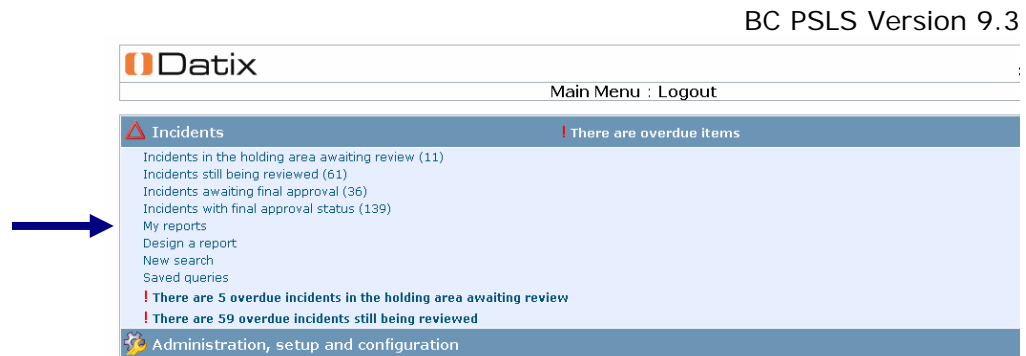 BC PSLS Version 9.3
Datix
Main Menu : Logout
Incidents
! There are overdue items
Incidents in the holding area awaiting review (11)
Incidents still being reviewed (61)
Incidents awaiting final approval (36)
Incidents with final approval status (139)
My reports
Design a report
New search
Saved queries
! There are 5 overdue incidents in the holding area awaiting review
! There are 59 overdue incidents still being reviewed
Administration, setup and configuration